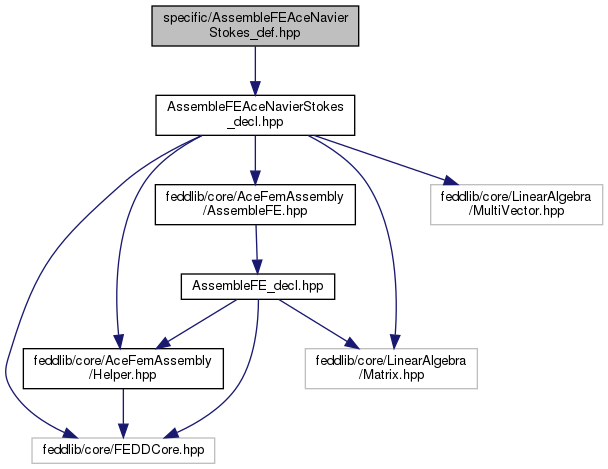 specific/AssembleFEAceNavier
Stokes_def.hpp
AssembleFEAceNavierStokes
_decl.hpp
feddlib/core/AceFemAssembly
/AssembleFE.hpp
feddlib/core/LinearAlgebra
/MultiVector.hpp
AssembleFE_decl.hpp
feddlib/core/AceFemAssembly
/Helper.hpp
feddlib/core/LinearAlgebra
/Matrix.hpp
feddlib/core/FEDDCore.hpp